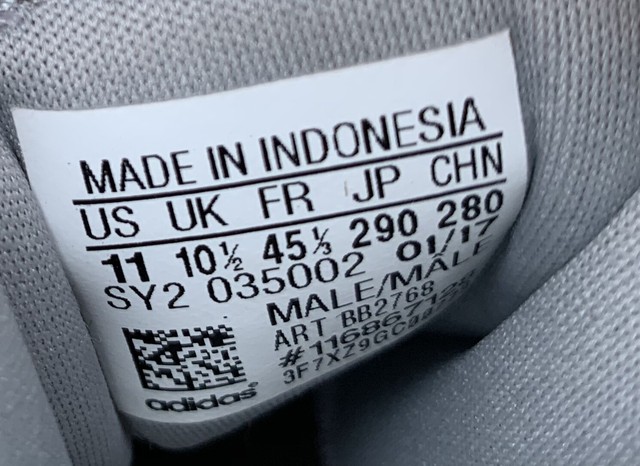 MADE IN INDONESIA
US UK FR JP CHN
11 10½ 45⅓ 290 280
SY2 035002 01/17
MALE/MÂLE
ART BB2768
adidas®